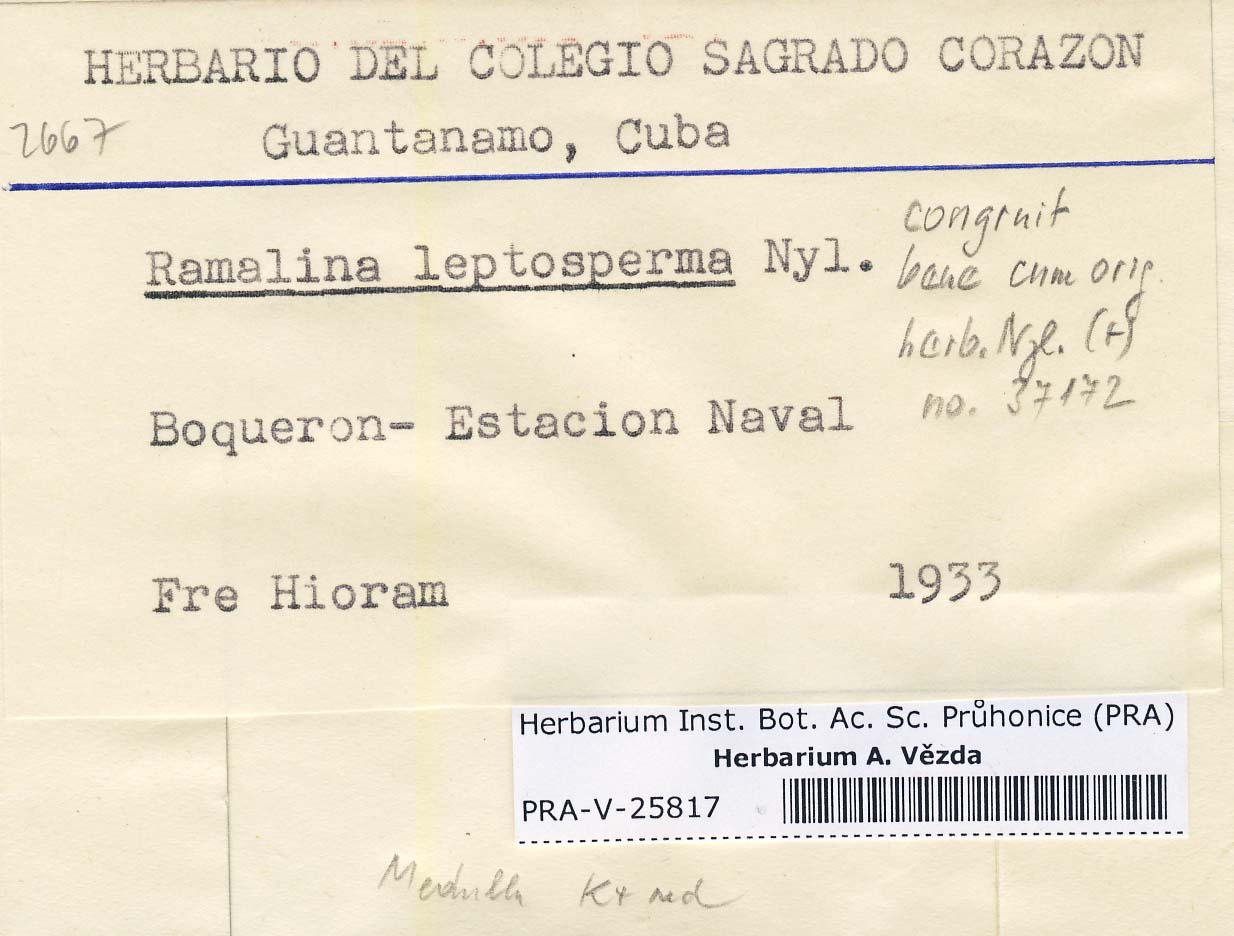 HERBARIO DEL COLEGIO SAGRADO CORAZON
2667 Guantanamo, Cuba
Ramalina leptosperma Nyl.
congruit
bene cum orig.
herb. Nyl. (+)
no. 37172
Boqueron- Estacion Naval
Fre Hioram 1933
Herbarium Inst. Bot. Ac. Sc. Průhonice (PRA)
Herbarium A. Vězda
PRA-V-25817
Medulla K+ red